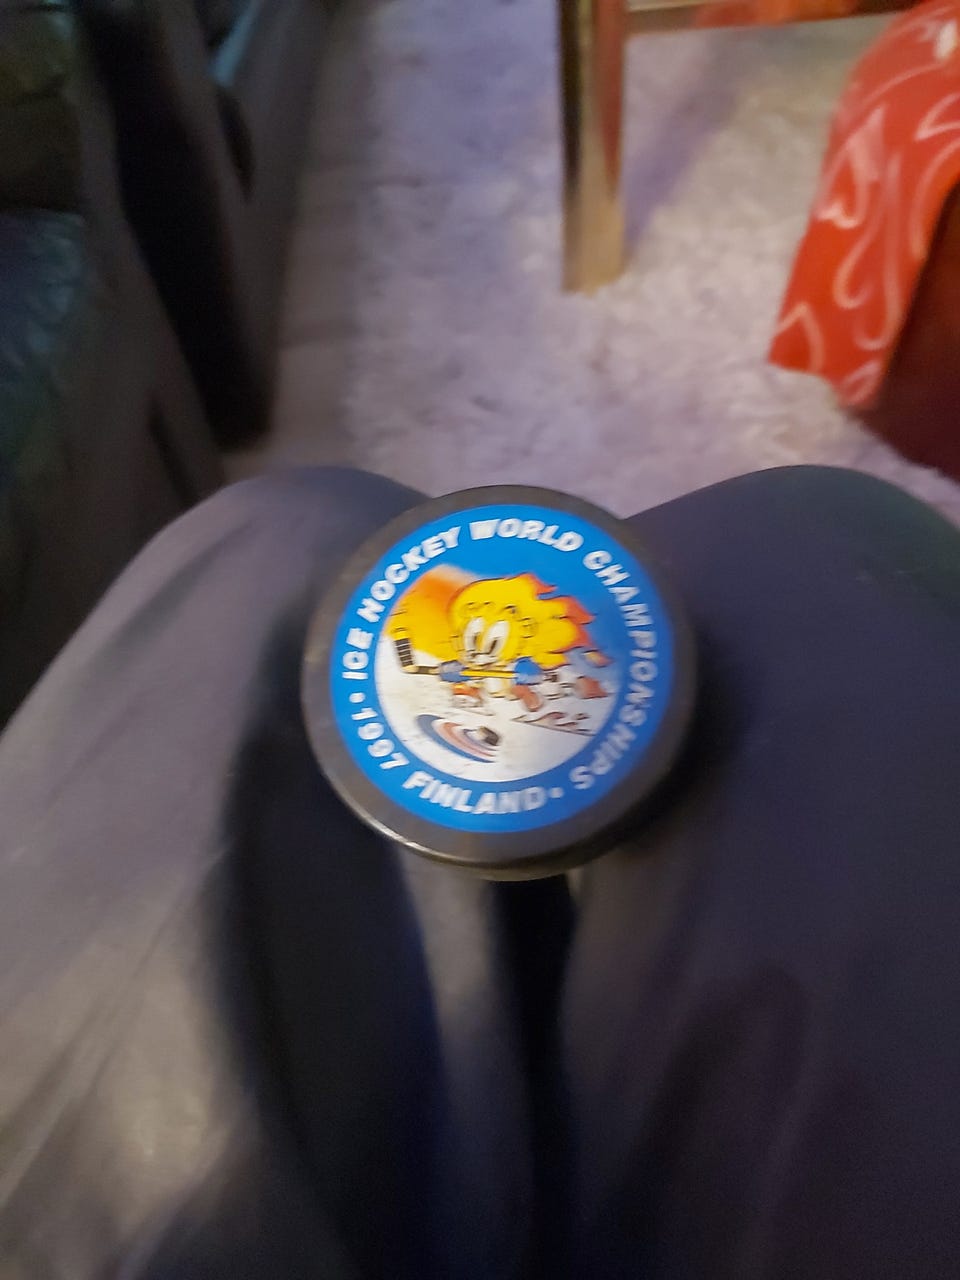 • ICE HOCKEY WORLD CHAMPIONSHIPS •
1997 FINLAND